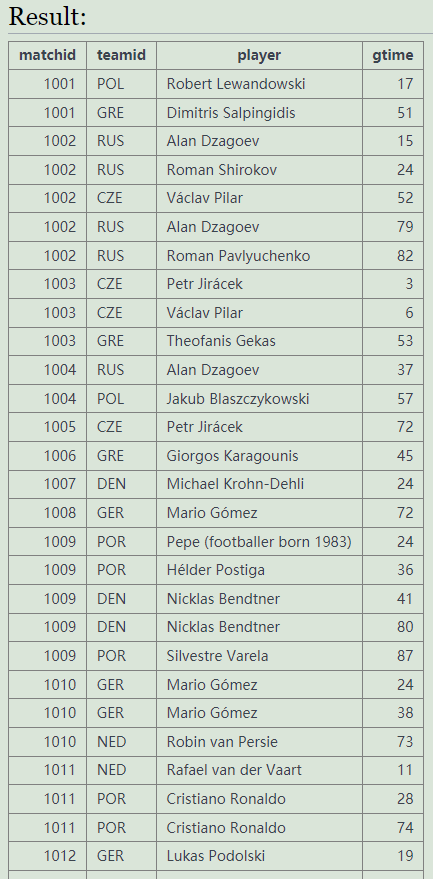 Result:
matchid teamid player gtime
1001 POL Robert Lewandowski 17
1001 GRE Dimitris Salpingidis 51
1002 RUS Alan Dzagoev 15
1002 RUS Roman Shirokov 24
1002 CZE Václav Pilar 52
1002 RUS Alan Dzagoev 79
1002 RUS Roman Pavlyuchenko 82
1003 CZE Petr Jirácek 3
1003 CZE Václav Pilar 6
1003 GRE Theofanis Gekas 53
1004 RUS Alan Dzagoev 37
1004 POL Jakub Blaszczykowski 57
1005 CZE Petr Jirácek 72
1006 GRE Giorgos Karagounis 45
1007 DEN Michael Krohn-Dehli 24
1008 GER Mario Gómez 72
1009 POR Pepe (footballer born 1983) 24
1009 POR Hélder Postiga 36
1009 DEN Nicklas Bendtner 41
1009 DEN Nicklas Bendtner 80
1009 POR Silvestre Varela 87
1010 GER Mario Gómez 24
1010 GER Mario Gómez 38
1010 NED Robin van Persie 73
1011 NED Rafael van der Vaart 11
1011 POR Cristiano Ronaldo 28
1011 POR Cristiano Ronaldo 74
1012 GER Lukas Podolski 19